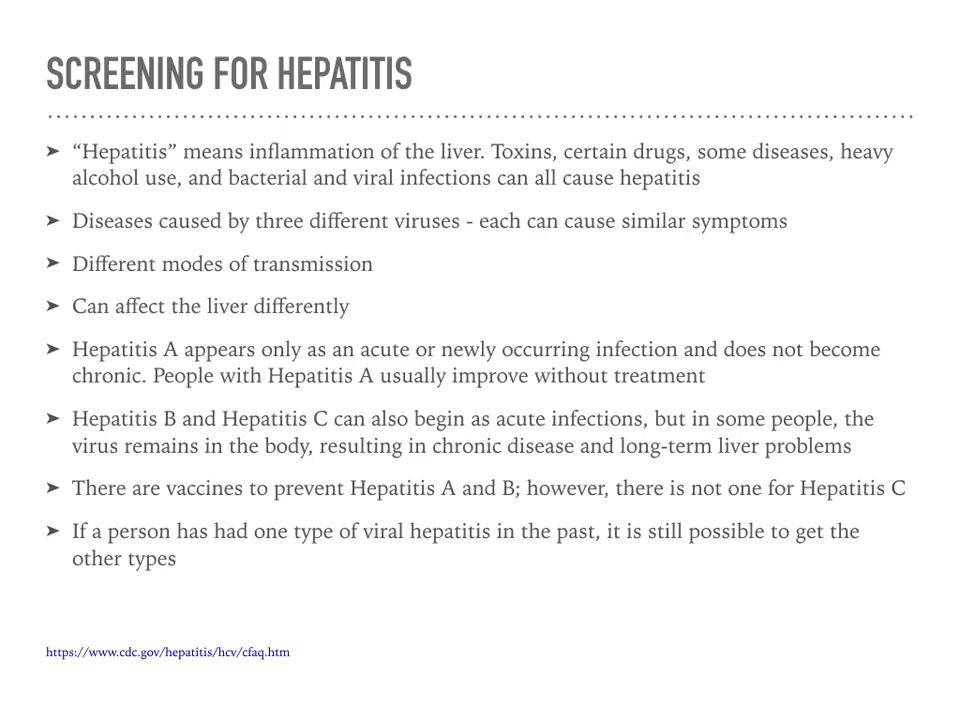 SCREENING FOR HEPATITIS
➤ “Hepatitis” means inflammation of the liver. Toxins, certain drugs, some diseases, heavy
alcohol use, and bacterial and viral infections can all cause hepatitis
➤ Diseases caused by three different viruses - each can cause similar symptoms
➤ Different modes of transmission
➤ Can affect the liver differently
➤ Hepatitis A appears only as an acute or newly occurring infection and does not become
chronic. People with Hepatitis A usually improve without treatment
➤ Hepatitis B and Hepatitis C can also begin as acute infections, but in some people, the
virus remains in the body, resulting in chronic disease and long-term liver problems
➤ There are vaccines to prevent Hepatitis A and B; however, there is not one for Hepatitis C
➤ If a person has had one type of viral hepatitis in the past, it is still possible to get the
other types
https://www.cdc.gov/hepatitis/hcv/cfaq.htm